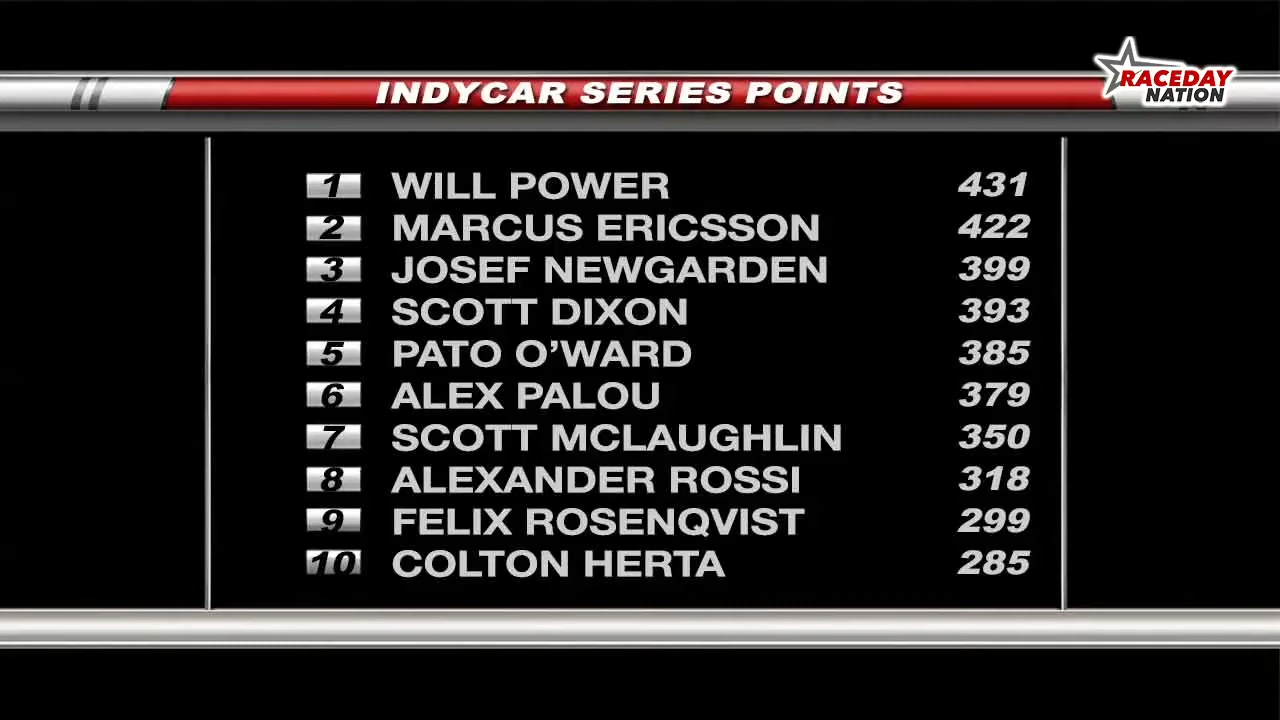 INDYCAR SERIES POINTS
RACEDAY
NATION
1 WILL POWER 431
2 MARCUS ERICSSON 422
3 JOSEF NEWGARDEN 399
4 SCOTT DIXON 393
5 PATO O’WARD 385
6 ALEX PALOU 379
7 SCOTT MCLAUGHLIN 350
8 ALEXANDER ROSSI 318
9 FELIX ROSENQVIST 299
10 COLTON HERTA 285